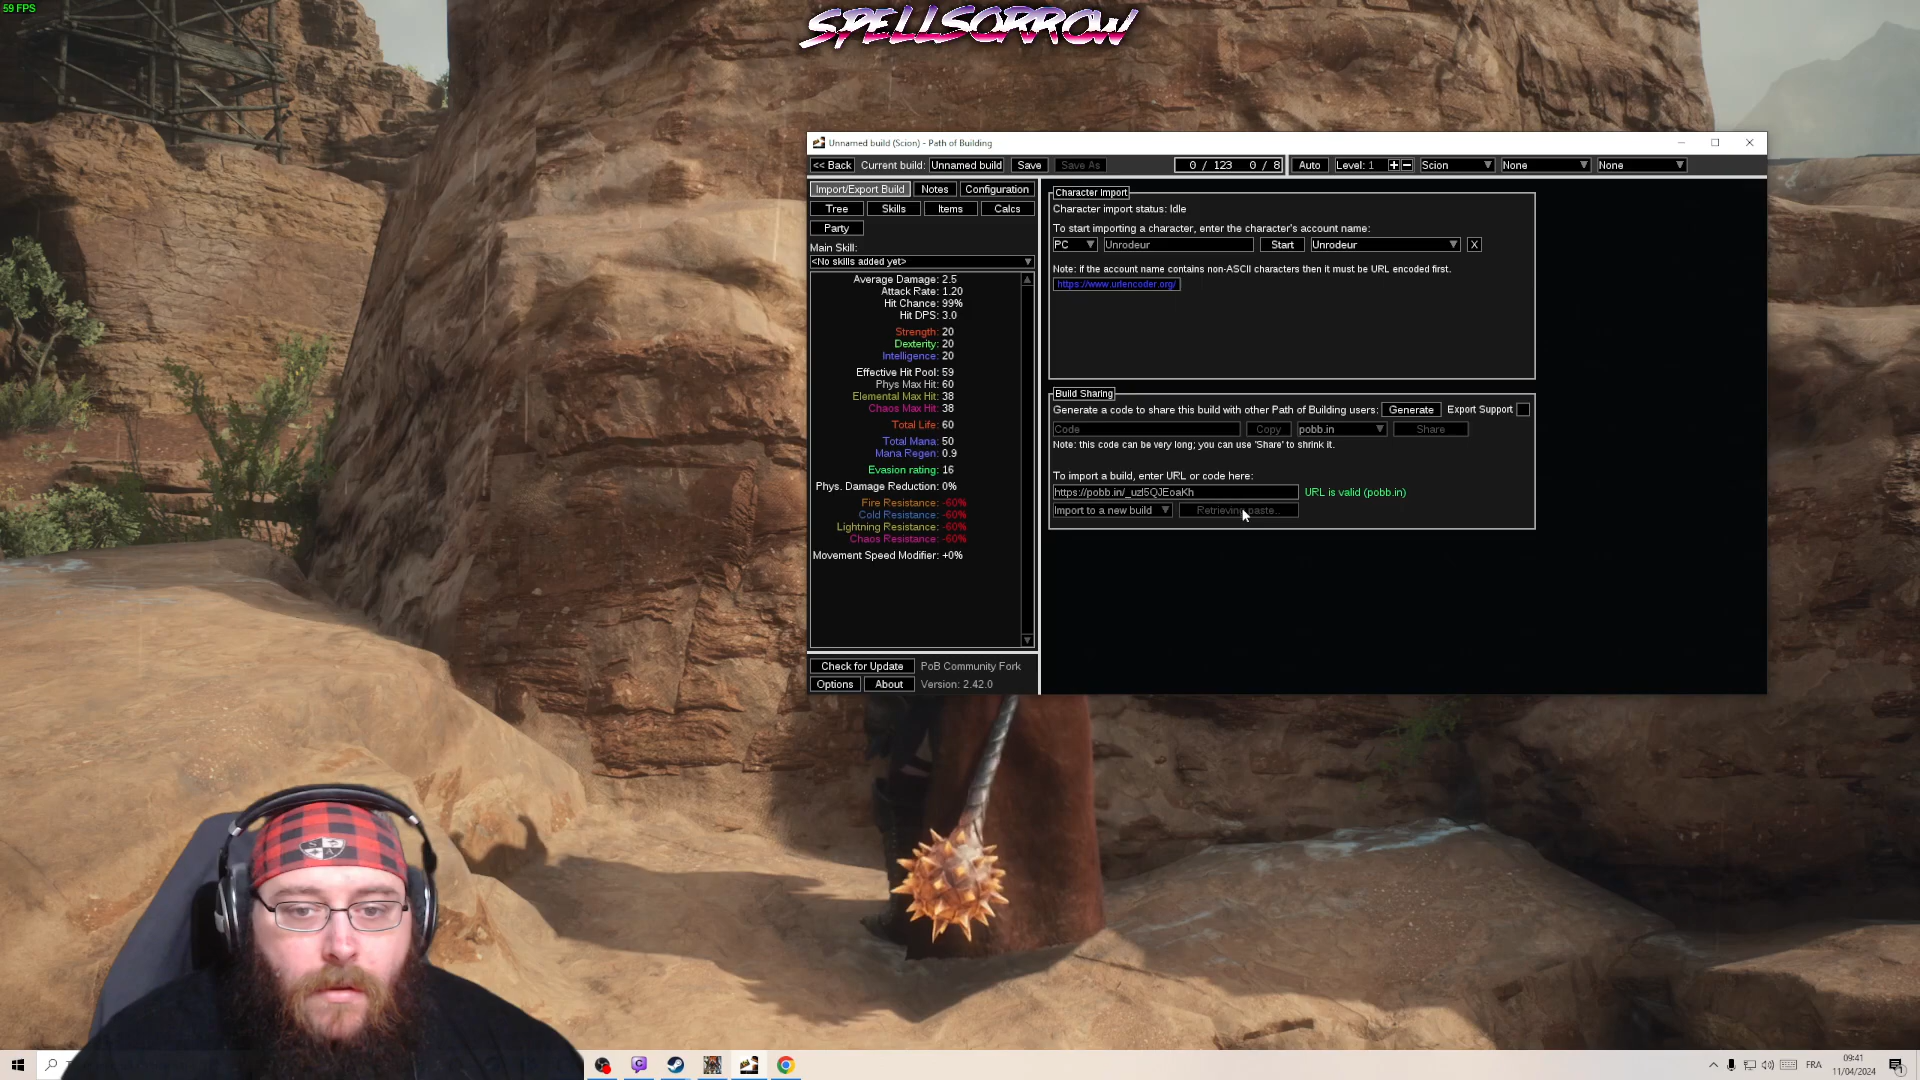 59 FPS
SPELLSORROW
Unnamed build (Scion) - Path of Building
<< Back Current build: Unnamed build Save Save As 0 / 123 0 / 8 Auto Level: 1 Scion None None
Import/Export Build Notes Configuration
Tree Skills Items Calcs
Party
Main Skill:
<No skills added yet>
Average Damage: 2.5
Attack Rate: 1.20
Hit Chance: 99%
Hit DPS: 3.0
Strength: 20
Dexterity: 20
Intelligence: 20
Effective Hit Pool: 59
Phys Max Hit: 60
Elemental Max Hit: 38
Chaos Max Hit: 38
Total Life: 60
Total Mana: 50
Mana Regen: 0.9
Evasion rating: 16
Phys. Damage Reduction: 0%
Fire Resistance: -60%
Cold Resistance: -60%
Lightning Resistance: -60%
Chaos Resistance: -60%
Movement Speed Modifier: +0%
Check for Update PoB Community Fork
Options About Version: 2.42.0
Character Import
Character import status: Idle
To start importing a character, enter the character's account name:
PC Unrodeur Start Unrodeur X
Note: if the account name contains non-ASCII characters then it must be URL encoded first.
https://www.urlencoder.org/
Build Sharing
Generate a code to share this build with other Path of Building users: Generate Export Support
Code Copy pobb.in Share
Note: this code can be very long; you can use 'Share' to shrink it.
To import a build, enter URL or code here:
https://pobb.in/_uzl5QJEoaKh URL is valid (pobb.in)
Import to a new build Retrieving paste..
S A
FRA
09:41
11/04/2024